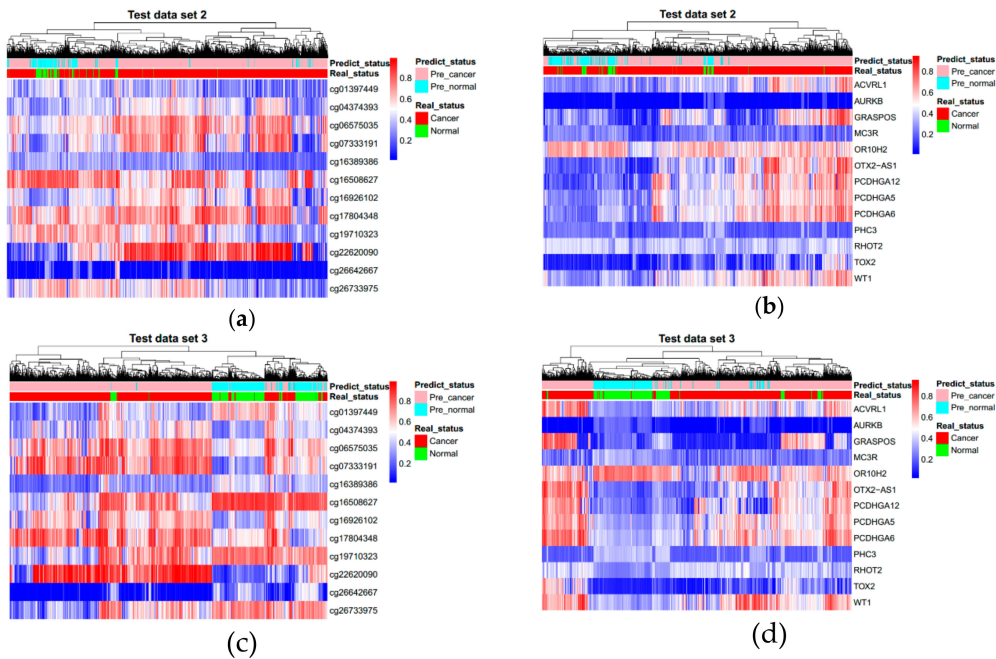 Test data set 2
Predict_status
Real_status
cg01397449
cg04374393
cg06575035
cg07333191
cg16389386
cg16508627
cg16926102
cg17804348
cg19710323
cg22620090
cg26642667
cg26733975
0.8
0.6
0.4
0.2
Predict_status
Pre_cancer
Pre_normal
Real_status
Cancer
Normal
(a)
Test data set 2
Predict_status
Real_status
ACVRL1
AURKB
GRASPOS
MC3R
OR10H2
OTX2−AS1
PCDHGA12
PCDHGA5
PCDHGA6
PHC3
RHOT2
TOX2
WT1
0.8
0.6
0.4
0.2
Predict_status
Pre_cancer
Pre_normal
Real_status
Cancer
Normal
(b)
Test data set 3
Predict_status
Real_status
cg01397449
cg04374393
cg06575035
cg07333191
cg16389386
cg16508627
cg16926102
cg17804348
cg19710323
cg22620090
cg26642667
cg26733975
0.8
0.6
0.4
0.2
Predict_status
Pre_cancer
Pre_normal
Real_status
Cancer
Normal
(c)
Test data set 3
Predict_status
Real_status
ACVRL1
AURKB
GRASPOS
MC3R
OR10H2
OTX2−AS1
PCDHGA12
PCDHGA5
PCDHGA6
PHC3
RHOT2
TOX2
WT1
0.8
0.6
0.4
0.2
Predict_status
Pre_cancer
Pre_normal
Real_status
Cancer
Normal
(d)